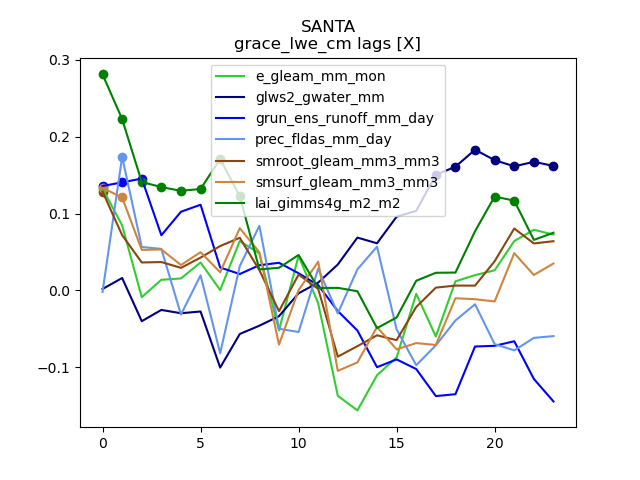 SANTA
grace_lwe_cm lags [X]
0.3
0.2
0.1
0.0
−0.1
e_gleam_mm_mon
glws2_gwater_mm
grun_ens_runoff_mm_day
prec_fldas_mm_day
smroot_gleam_mm3_mm3
smsurf_gleam_mm3_mm3
lai_gimms4g_m2_m2
0 5 10 15 20